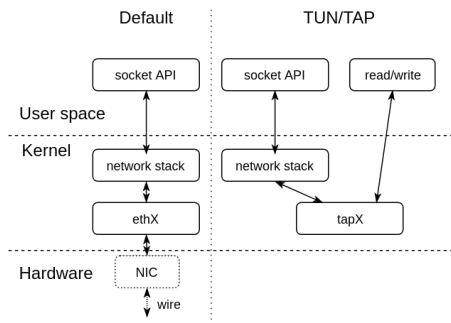 Default
TUN/TAP
socket API
socket API
read/write
User space
Kernel
network stack
network stack
ethX
tapX
Hardware
NIC
wire